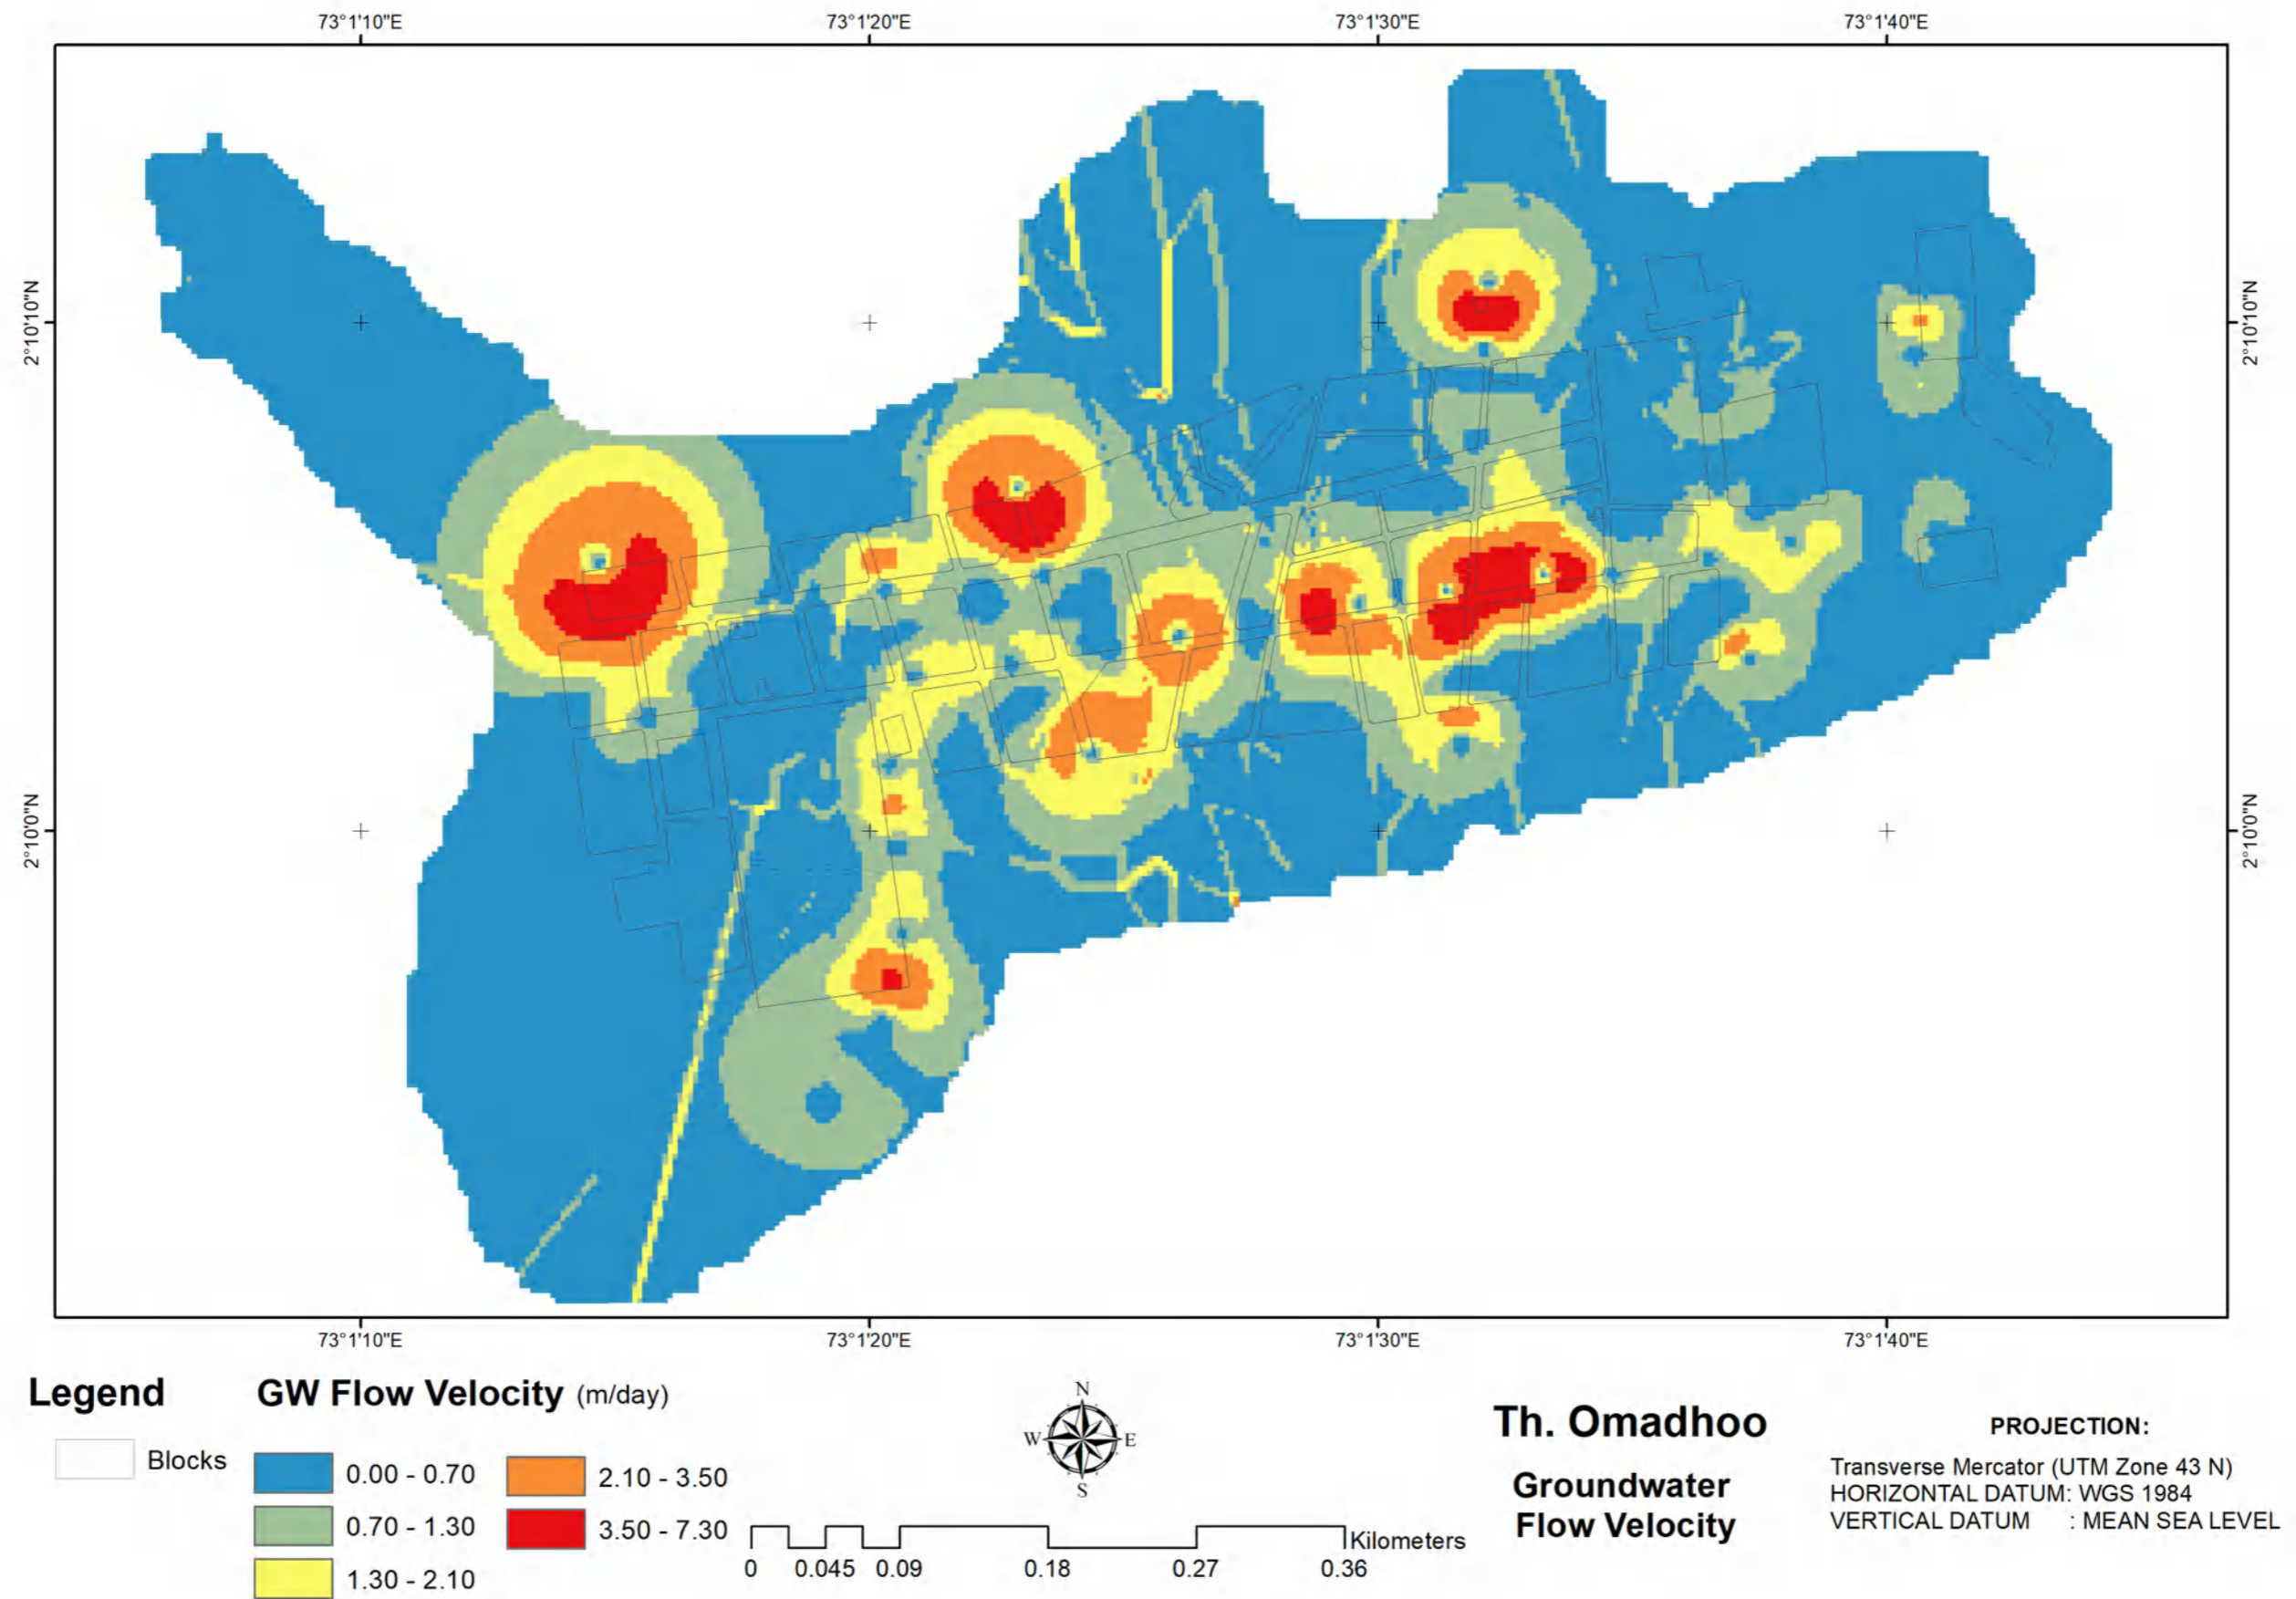 73°1'10"E 73°1'20"E 73°1'30"E 73°1'40"E
2°10'10"N 2°10'10"N
2°10'0"N 2°10'0"N
73°1'10"E 73°1'20"E 73°1'30"E 73°1'40"E
Legend
Blocks
GW Flow Velocity (m/day)
0.00 - 0.70
0.70 - 1.30
1.30 - 2.10
2.10 - 3.50
3.50 - 7.30
N
W E
S
Kilometers
0 0.045 0.09 0.18 0.27 0.36
Th. Omadhoo
Groundwater
Flow Velocity
PROJECTION:
Transverse Mercator (UTM Zone 43 N)
HORIZONTAL DATUM: WGS 1984
VERTICAL DATUM : MEAN SEA LEVEL